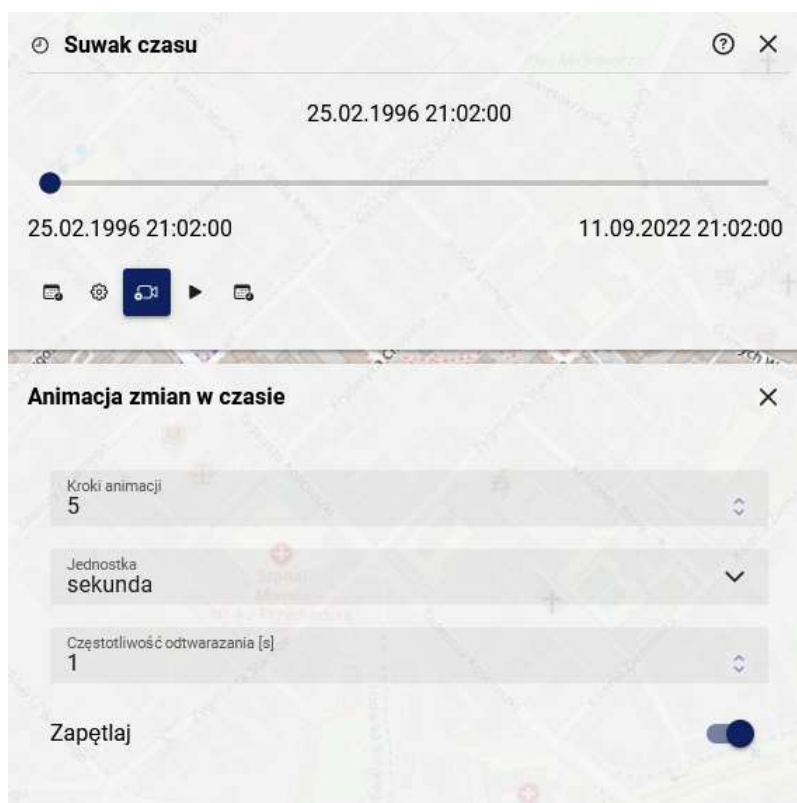 Suwak czasu
25.02.1996 21:02:00
25.02.1996 21:02:00
11.09.2022 21:02:00
Animacja zmian w czasie
Kroki animacji
5
Jednostka
sekunda
Częstotliwość odtwarazania [s]
1
Zapętlaj